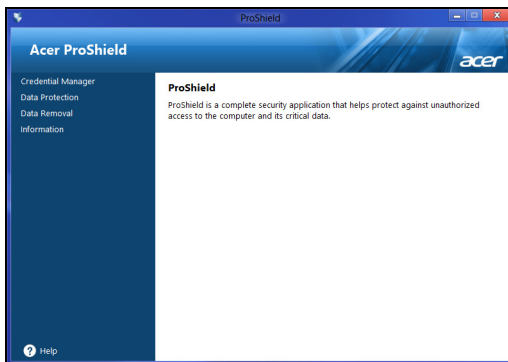 ProShield
Acer ProShield
acer
Credential Manager
Data Protection
Data Removal
Information
ProShield
ProShield is a complete security application that helps protect against unauthorized
access to the computer and its critical data.
? Help